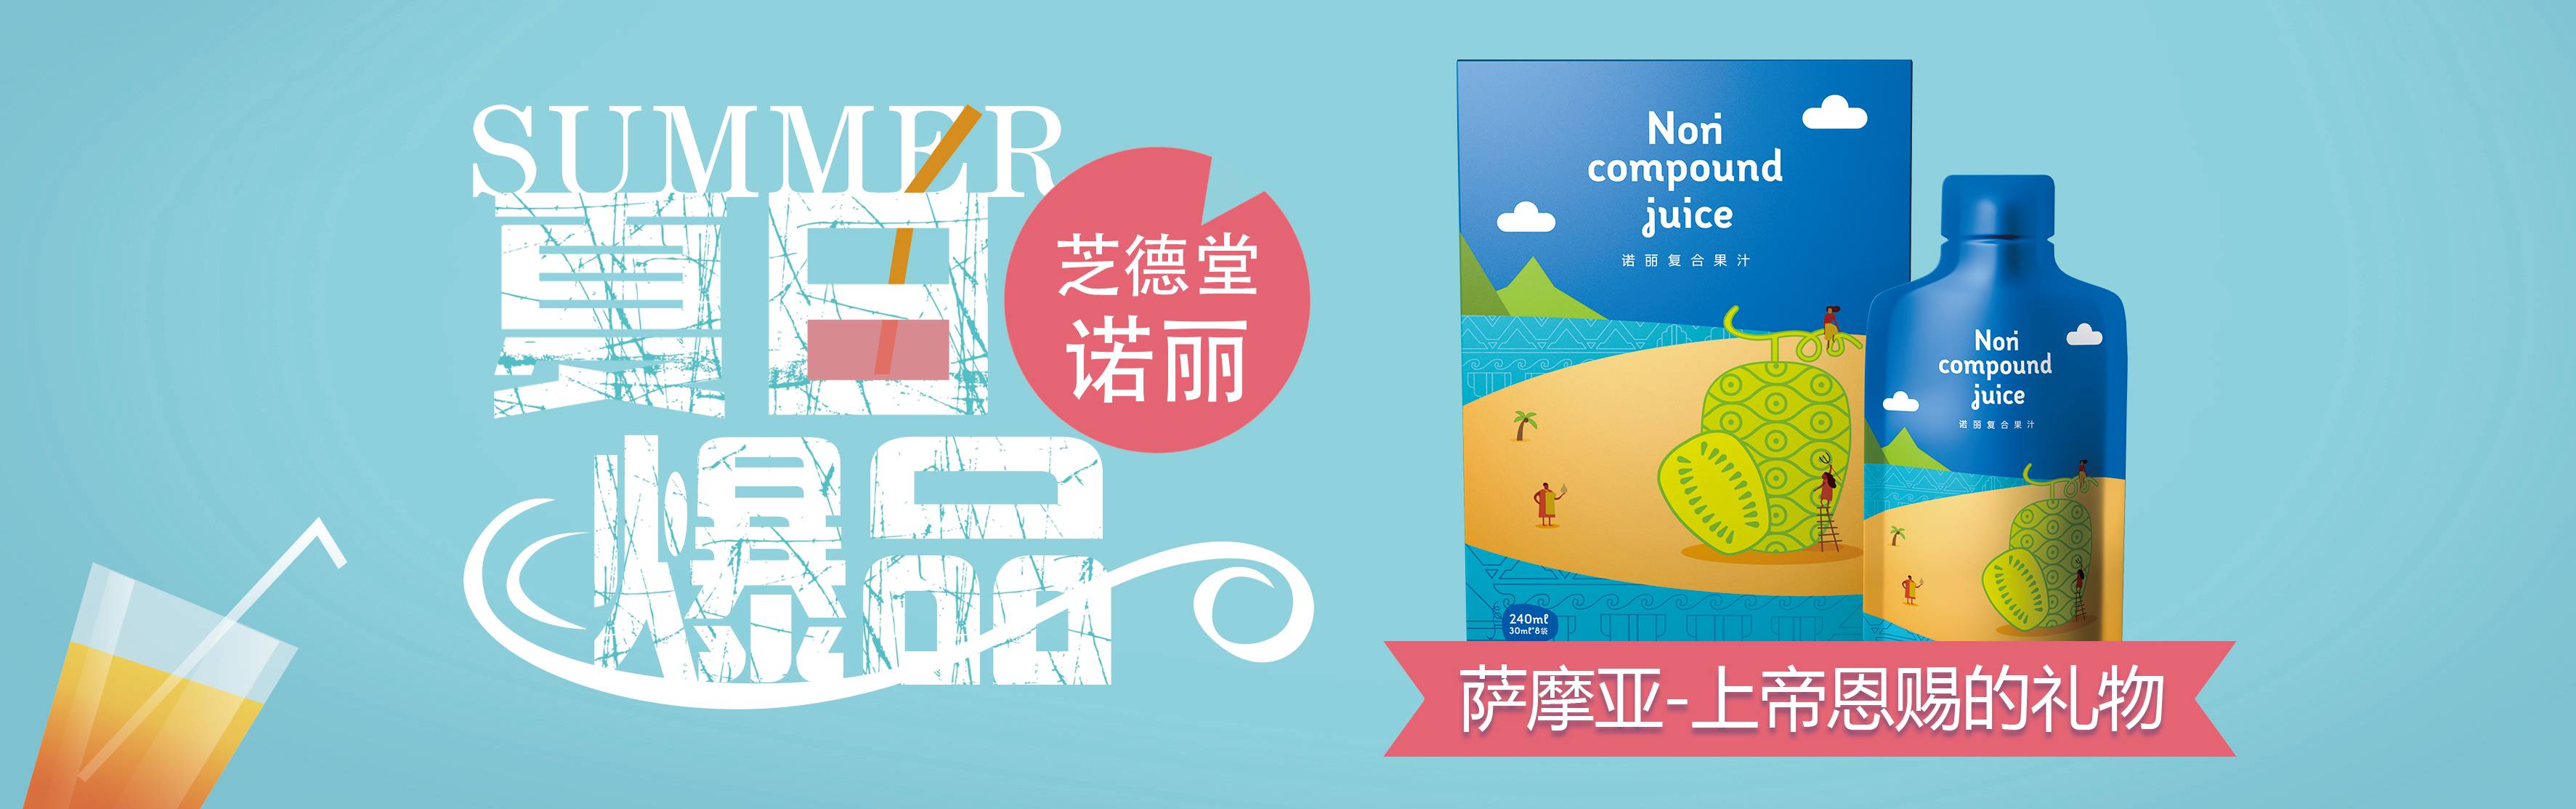 SUMMER
夏日
爆品
芝德堂
诺丽
Noni
compound
juice
诺丽复合果汁
240ml
30ml*8袋
Noni
compound
juice
诺丽复合果汁
萨摩亚-上帝恩赐的礼物